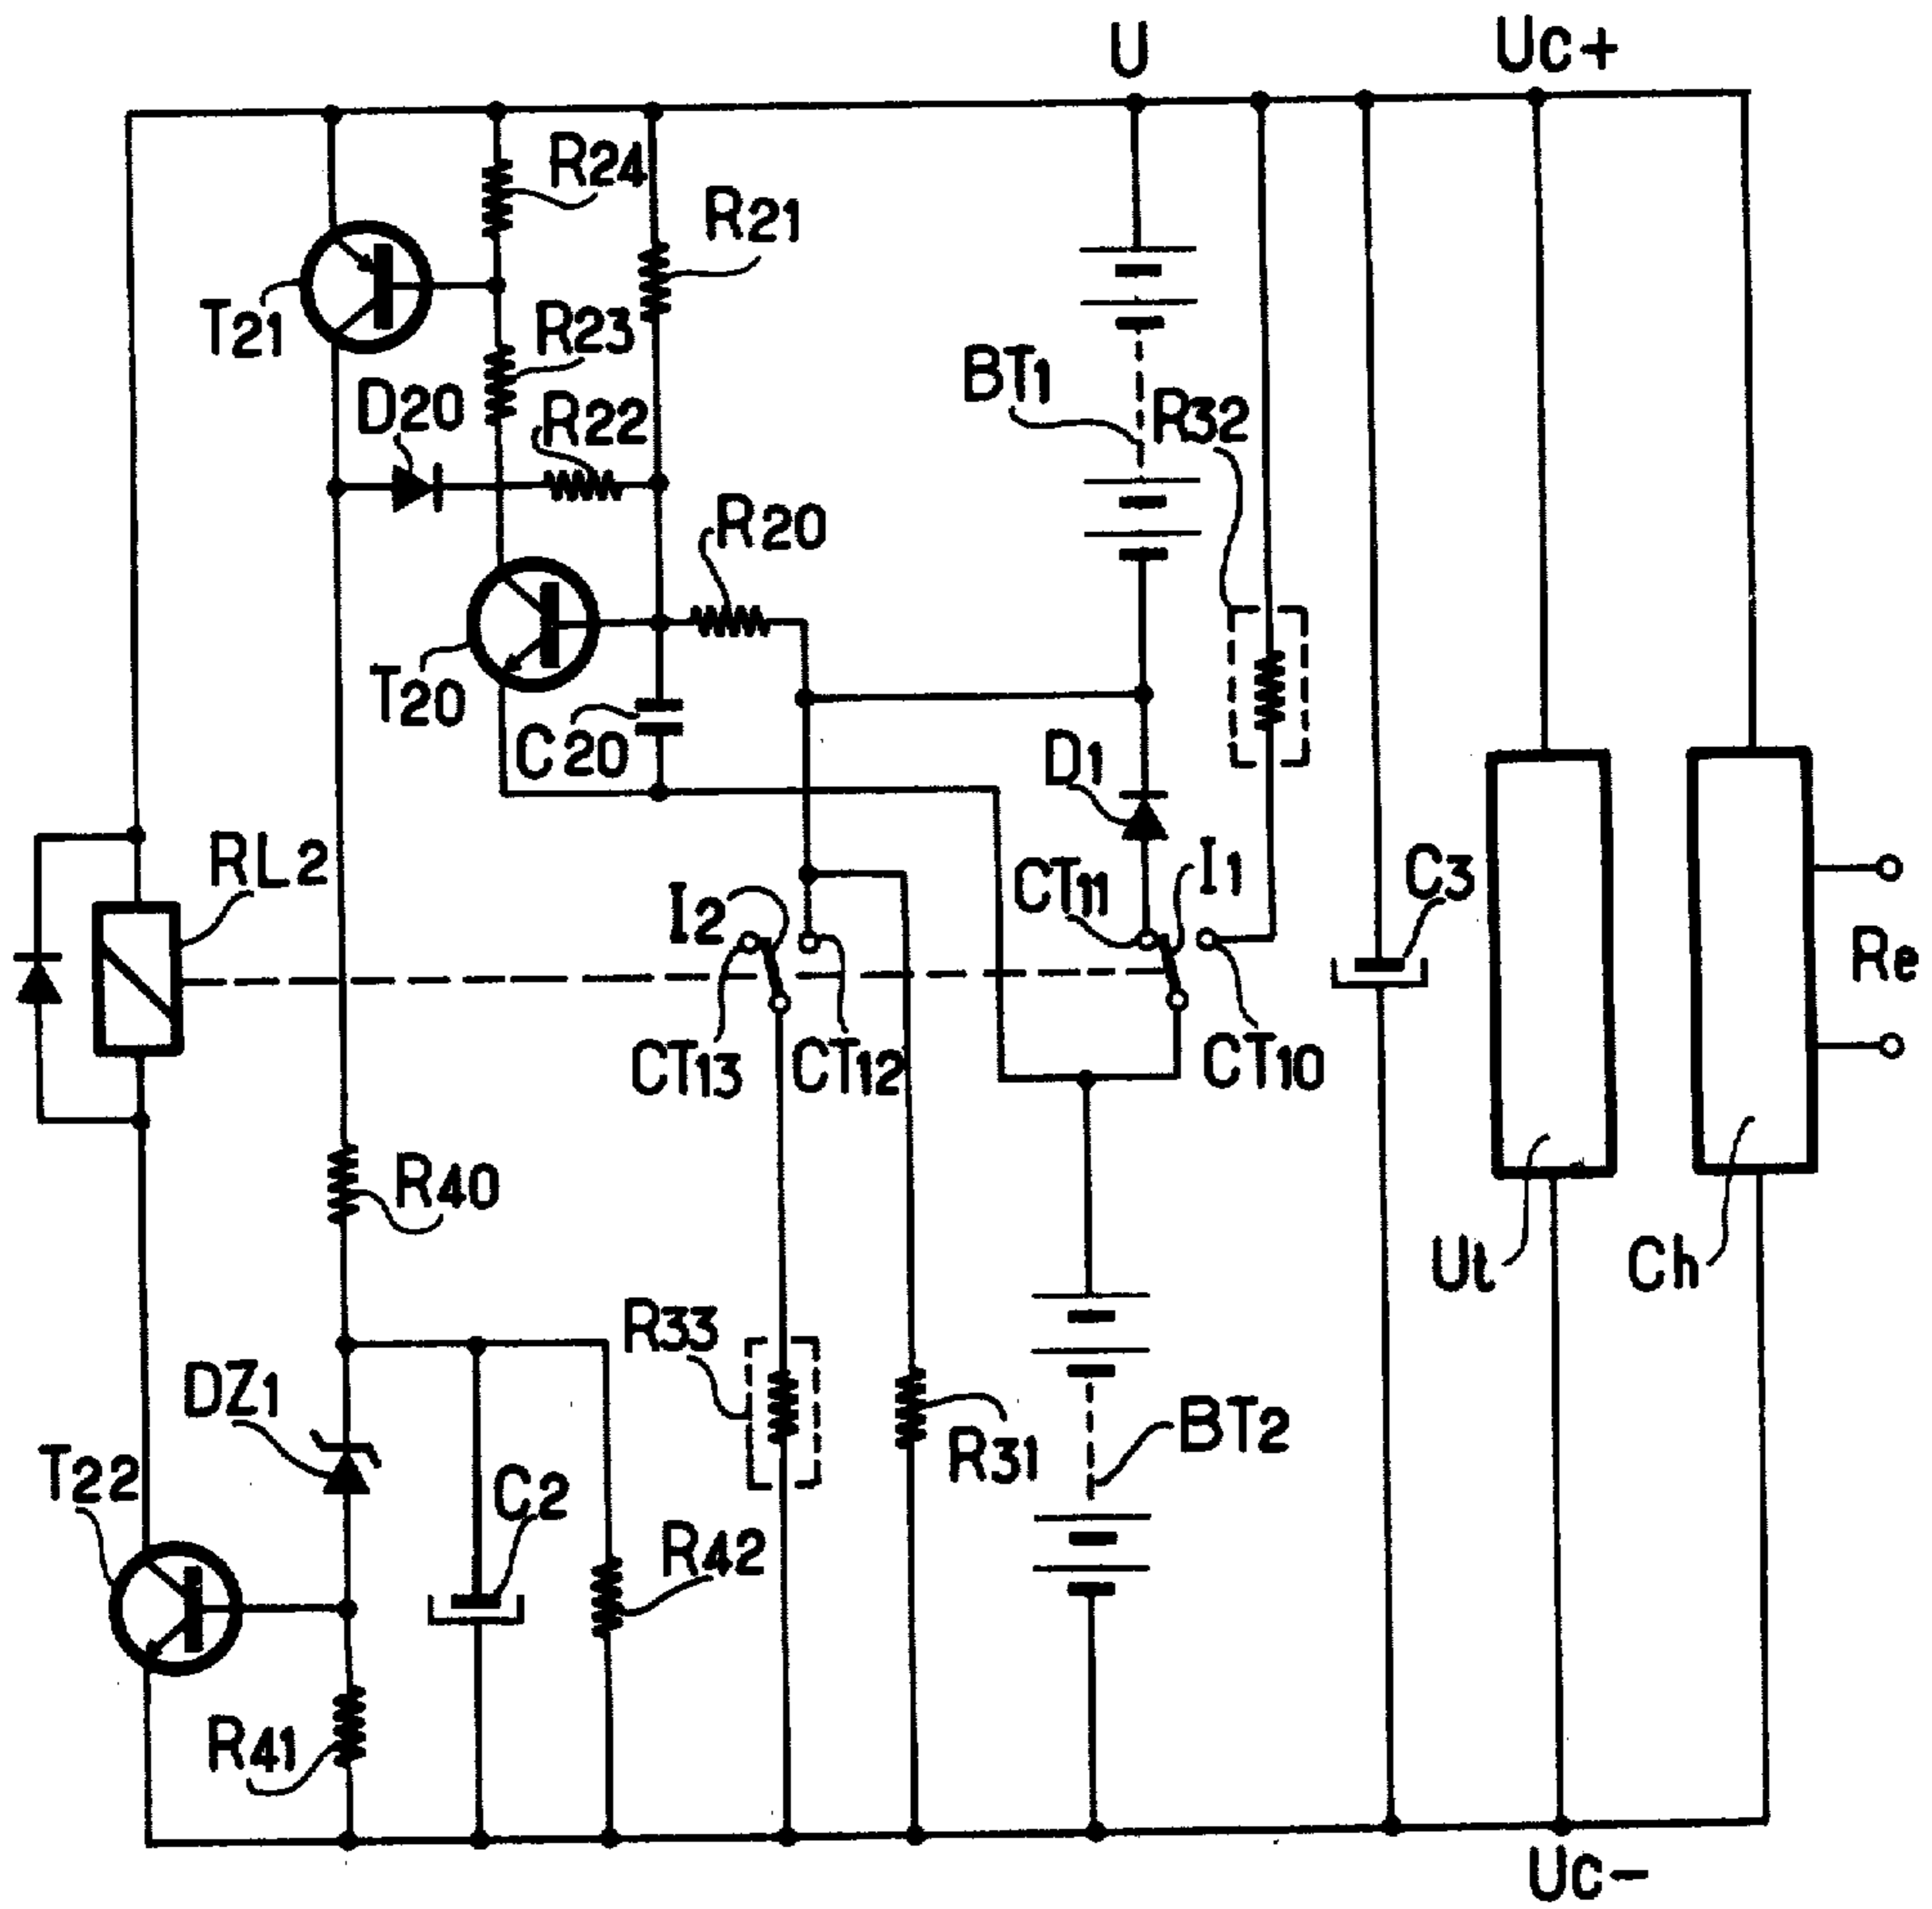 U
Uc+
R24
R21
T21
R23
BT1
D20
R22
R32
R20
T20
C20
D1
RL2
I2
CT11
I1
C3
Re
CT13
CT12
CT10
R40
Ut
Ch
R33
DZ1
T22
C2
R31
BT2
R42
R41
Uc-